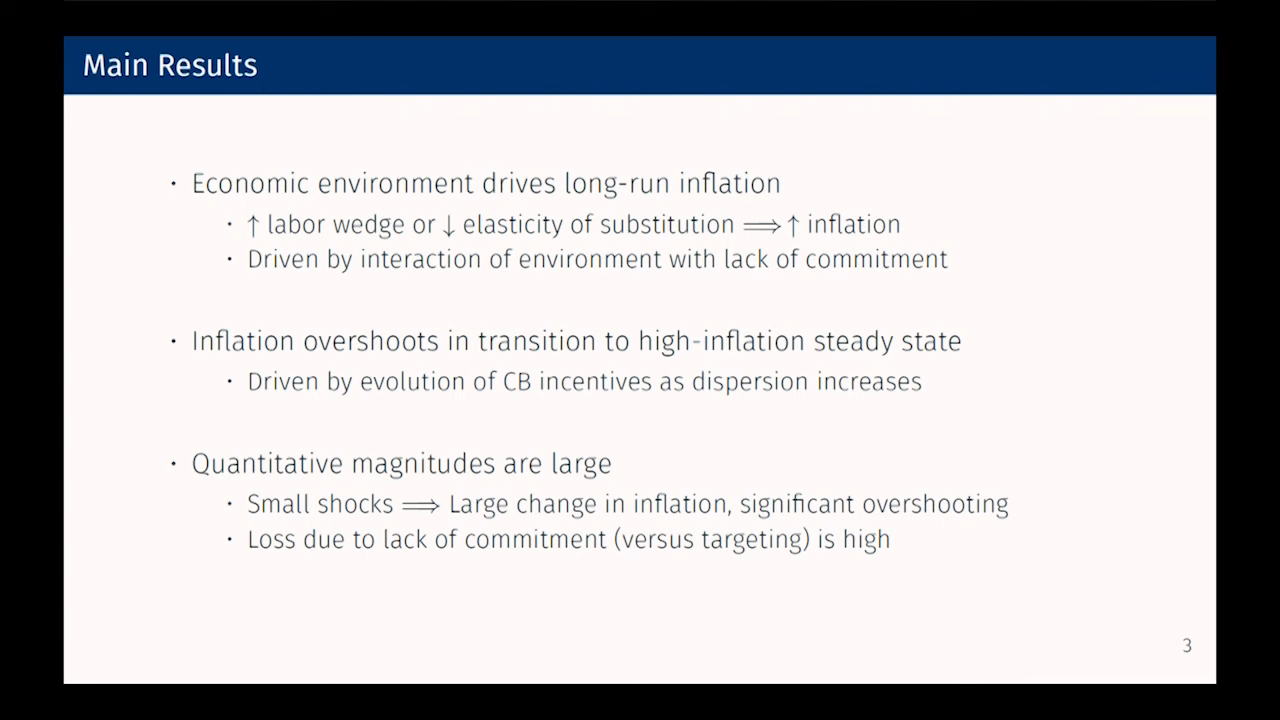 Main Results
· Economic environment drives long-run inflation
· ↑ labor wedge or ↓ elasticity of substitution ⟹ ↑ inflation
· Driven by interaction of environment with lack of commitment
· Inflation overshoots in transition to high-inflation steady state
· Driven by evolution of CB incentives as dispersion increases
· Quantitative magnitudes are large
· Small shocks ⟹ Large change in inflation, significant overshooting
· Loss due to lack of commitment (versus targeting) is high
3